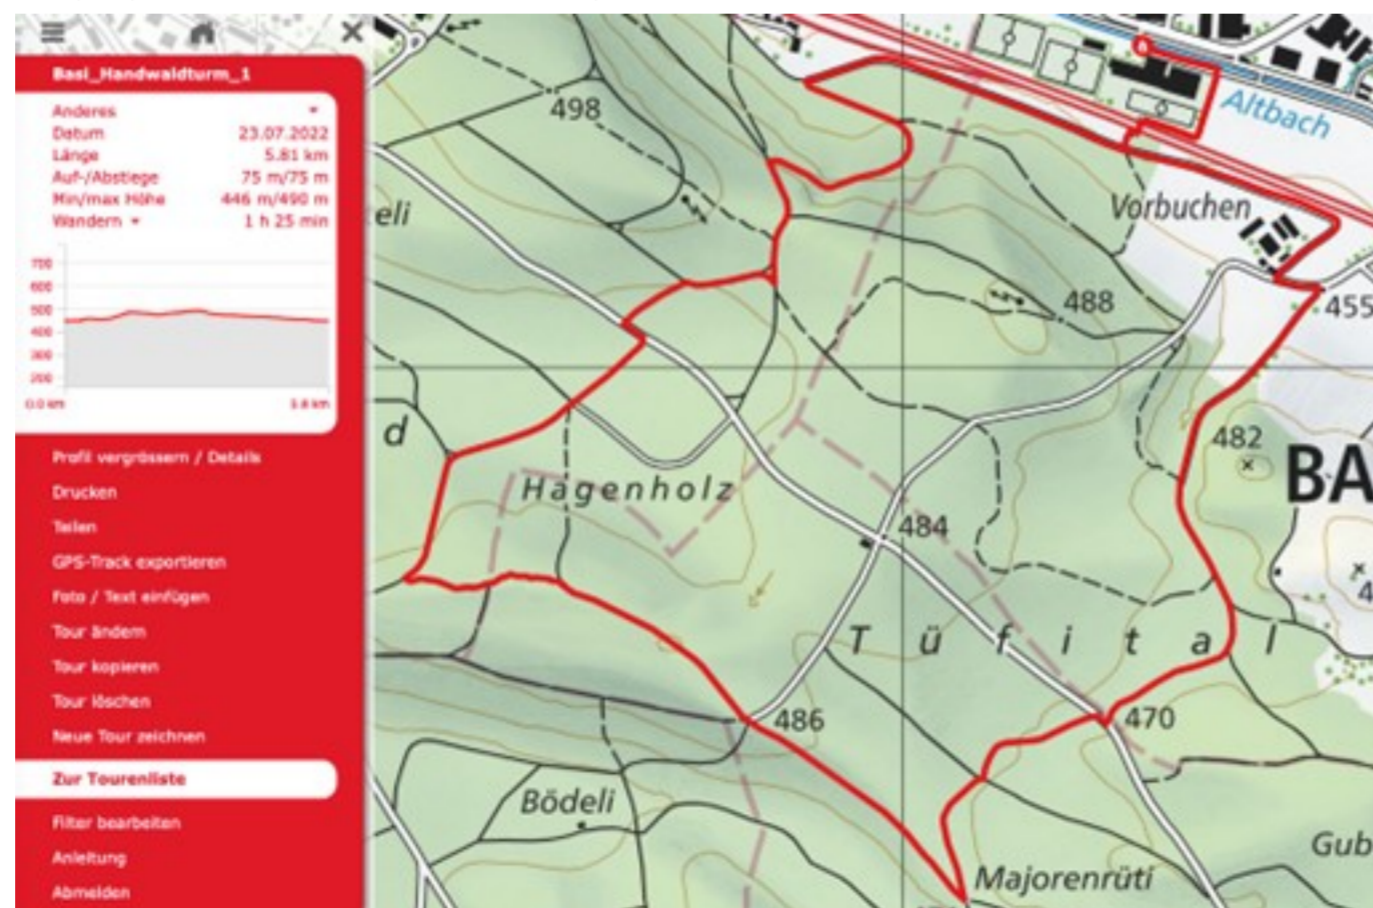 Basi_Handwaldturm_1
Anderes
Datum 23.07.2022
Länge 5.81 km
Auf-/Abstiege 75 m/75 m
Min/max Höhe 446 m/490 m
Wandern 1 h 25 min
700
600
500
400
300
200
0.0 km 5.8 km
Profil vergrössern / Details
Drucken
Teilen
GPS-Track exportieren
Foto / Text einfügen
Tour ändern
Tour kopieren
Tour löschen
Neue Tour zeichnen
Zur Tourenliste
Filter bearbeiten
Anleitung
Abmelden
498
Altbach
eli
Vorbuchen
488
455
d
482
BA
Hagenholz
484
4
Tüfital
486
470
Bödeli
Gub
Majorenrüti